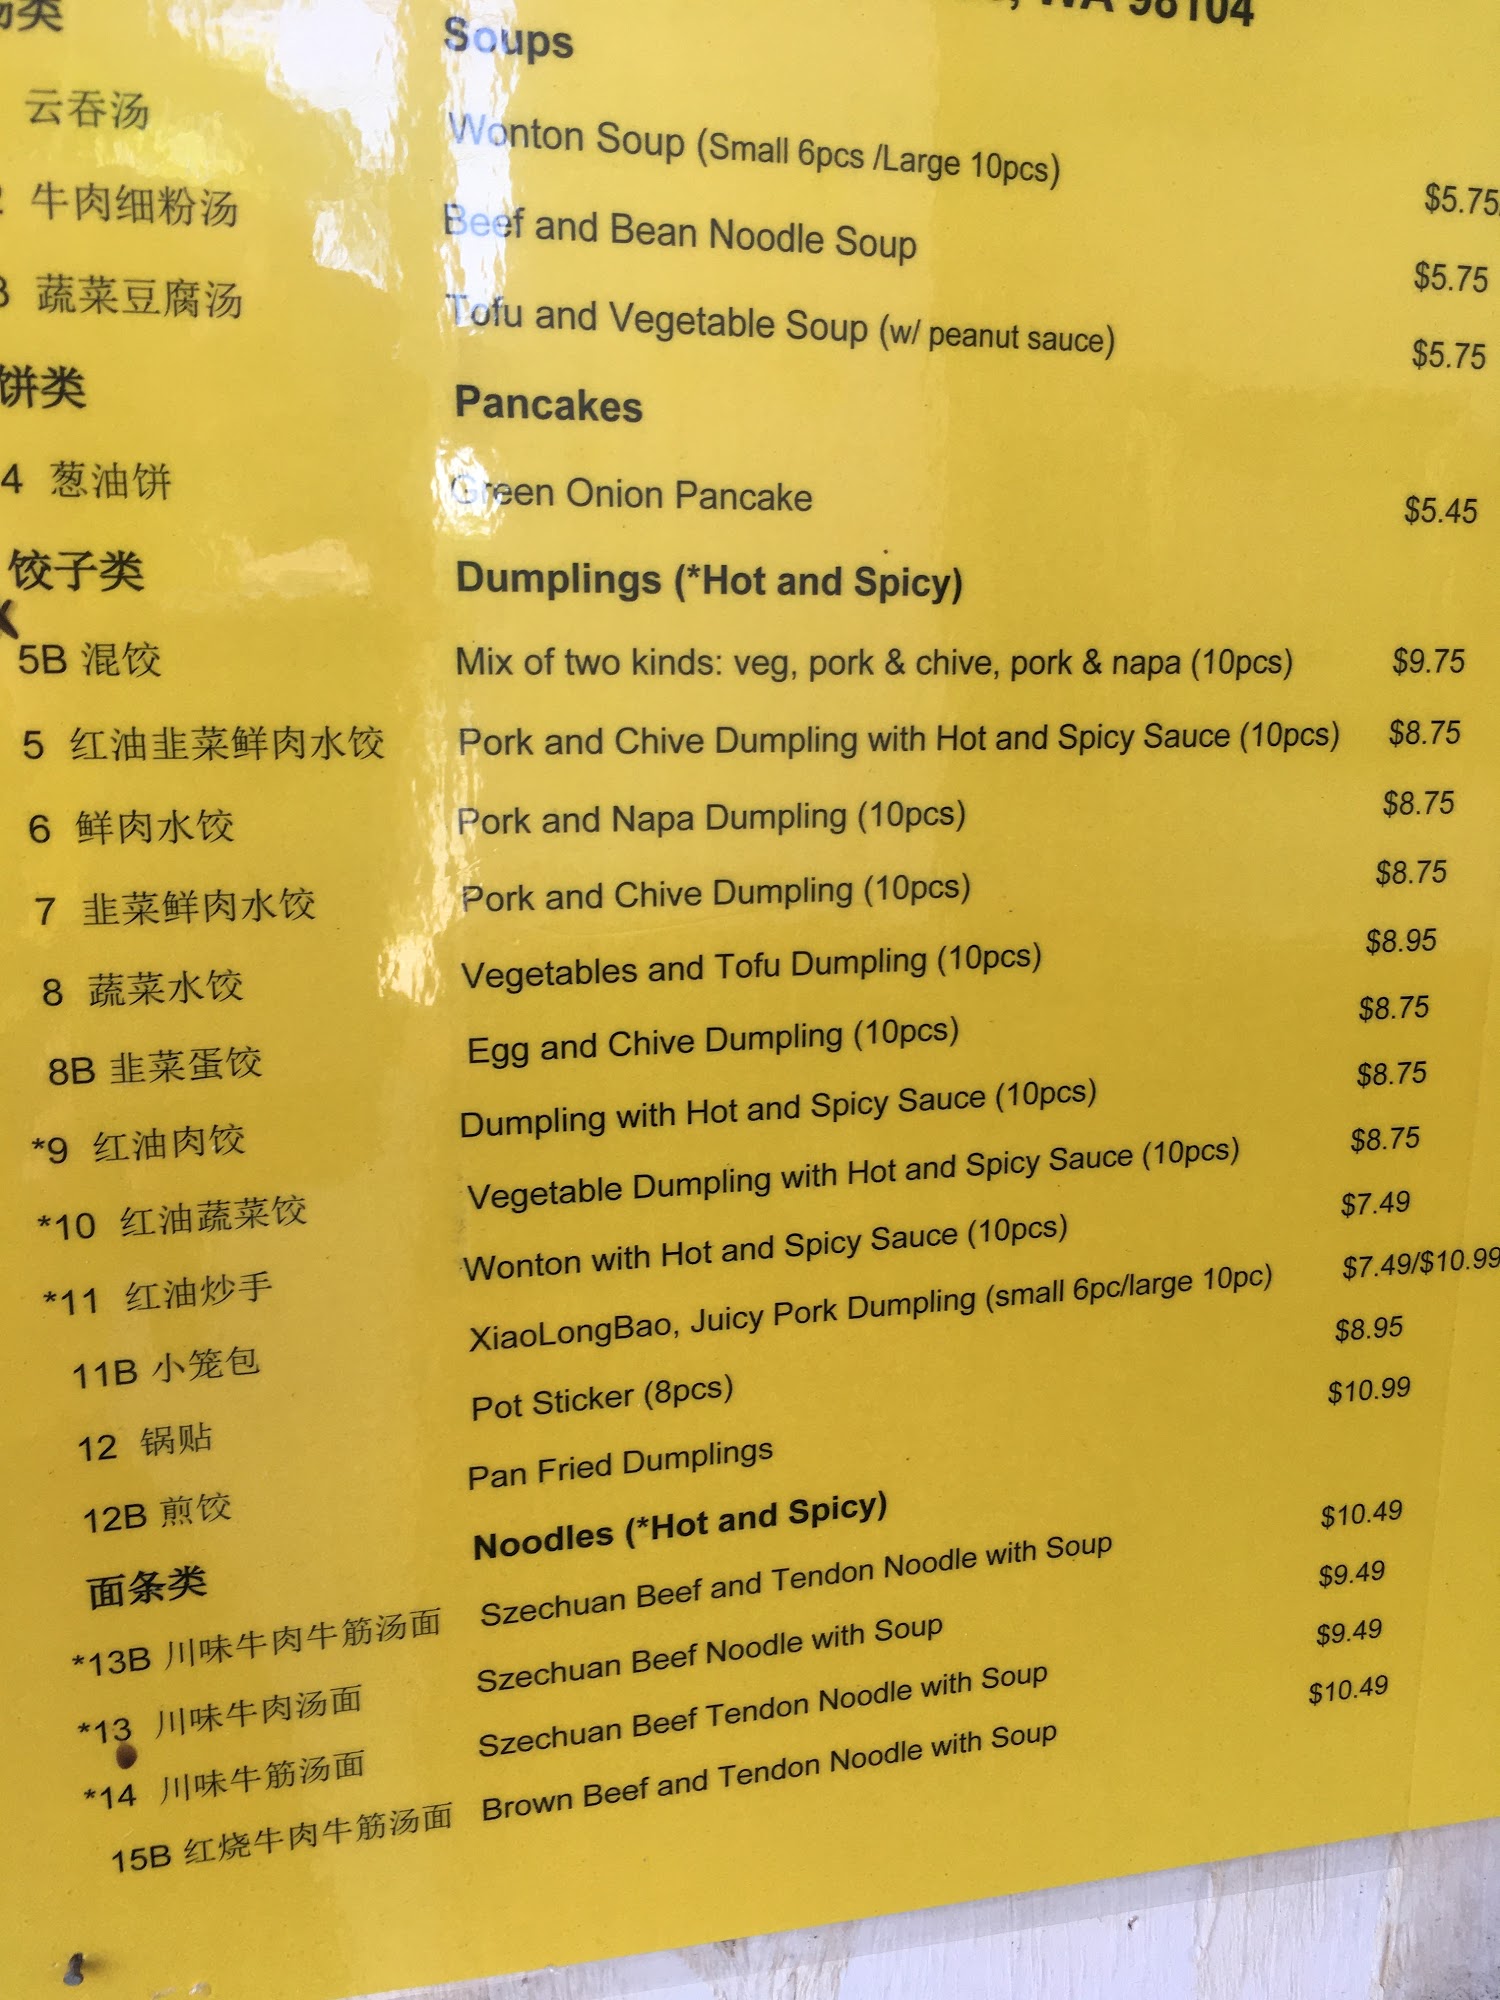 WA 98104
汤类 Soups
云吞汤 Wonton Soup (Small 6pcs /Large 10pcs) $5.75
2 牛肉细粉汤 Beef and Bean Noodle Soup $5.75
3 蔬菜豆腐汤 Tofu and Vegetable Soup (w/ peanut sauce) $5.75
饼类 Pancakes
4 葱油饼 Green Onion Pancake $5.45
饺子类 Dumplings (*Hot and Spicy)
5B 混饺 Mix of two kinds: veg, pork & chive, pork & napa (10pcs) $9.75
5 红油韭菜鲜肉水饺 Pork and Chive Dumpling with Hot and Spicy Sauce (10pcs) $8.75
6 鲜肉水饺 Pork and Napa Dumpling (10pcs) $8.75
7 韭菜鲜肉水饺 Pork and Chive Dumpling (10pcs) $8.75
8 蔬菜水饺 Vegetables and Tofu Dumpling (10pcs) $8.95
8B 韭菜蛋饺 Egg and Chive Dumpling (10pcs) $8.75
*9 红油肉饺 Dumpling with Hot and Spicy Sauce (10pcs) $8.75
*10 红油蔬菜饺 Vegetable Dumpling with Hot and Spicy Sauce (10pcs) $8.75
*11 红油炒手 Wonton with Hot and Spicy Sauce (10pcs) $7.49
11B 小笼包 XiaoLongBao, Juicy Pork Dumpling (small 6pc/large 10pc) $7.49/$10.99
12 锅贴 Pot Sticker (8pcs) $8.95
12B 煎饺 Pan Fried Dumplings $10.99
面条类 Noodles (*Hot and Spicy)
*13B 川味牛肉牛筋汤面 Szechuan Beef and Tendon Noodle with Soup $10.49
*13 川味牛肉汤面 Szechuan Beef Noodle with Soup $9.49
*14 川味牛筋汤面 Szechuan Beef Tendon Noodle with Soup $9.49
15B 红烧牛肉牛筋汤面 Brown Beef and Tendon Noodle with Soup $10.49